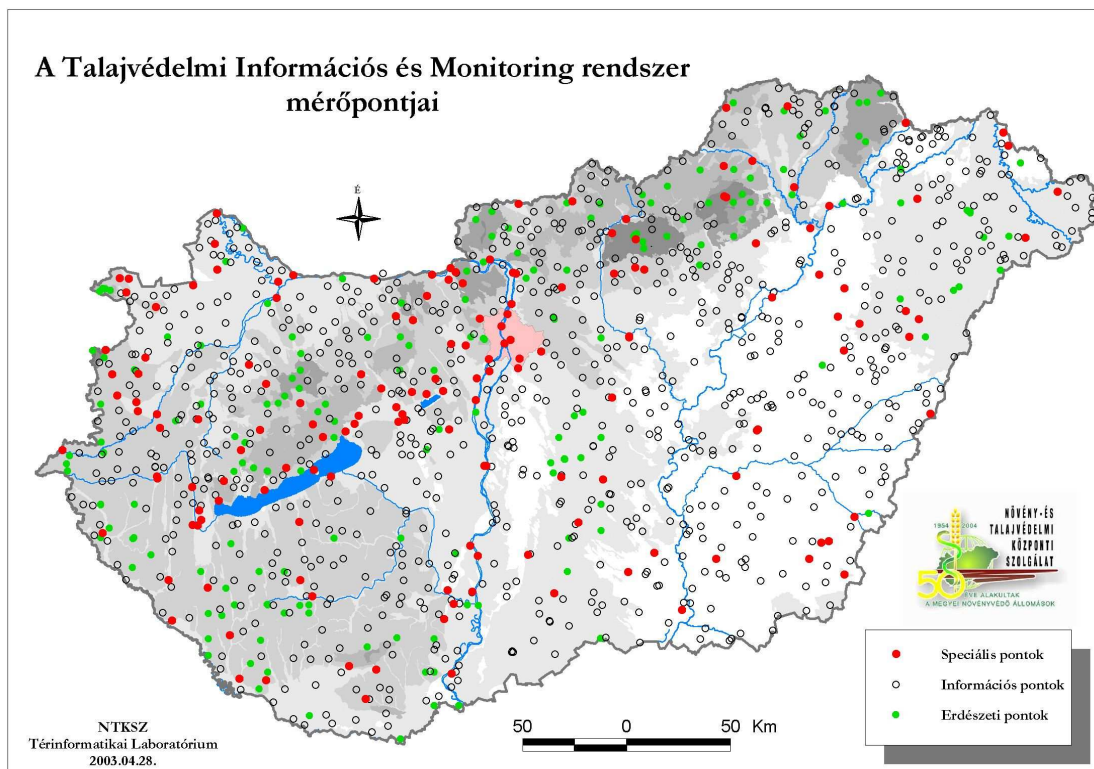 A Talajvédelmi Információs és Monitoring rendszer
mérőpontjai
É
1954 2004
NÖVÉNY-ÉS
TALAJVÉDELMI
KÖZPONTI
SZOLGÁLAT
50
ÉVE ALAKULTAK
A MEGYEI NÖVÉNYVÉDŐ ÁLLOMÁSOK
Speciális pontok
Információs pontok
Erdészeti pontok
NTKSZ
Térinformatikai Laboratórium
2003.04.28.
50 0 50 Km